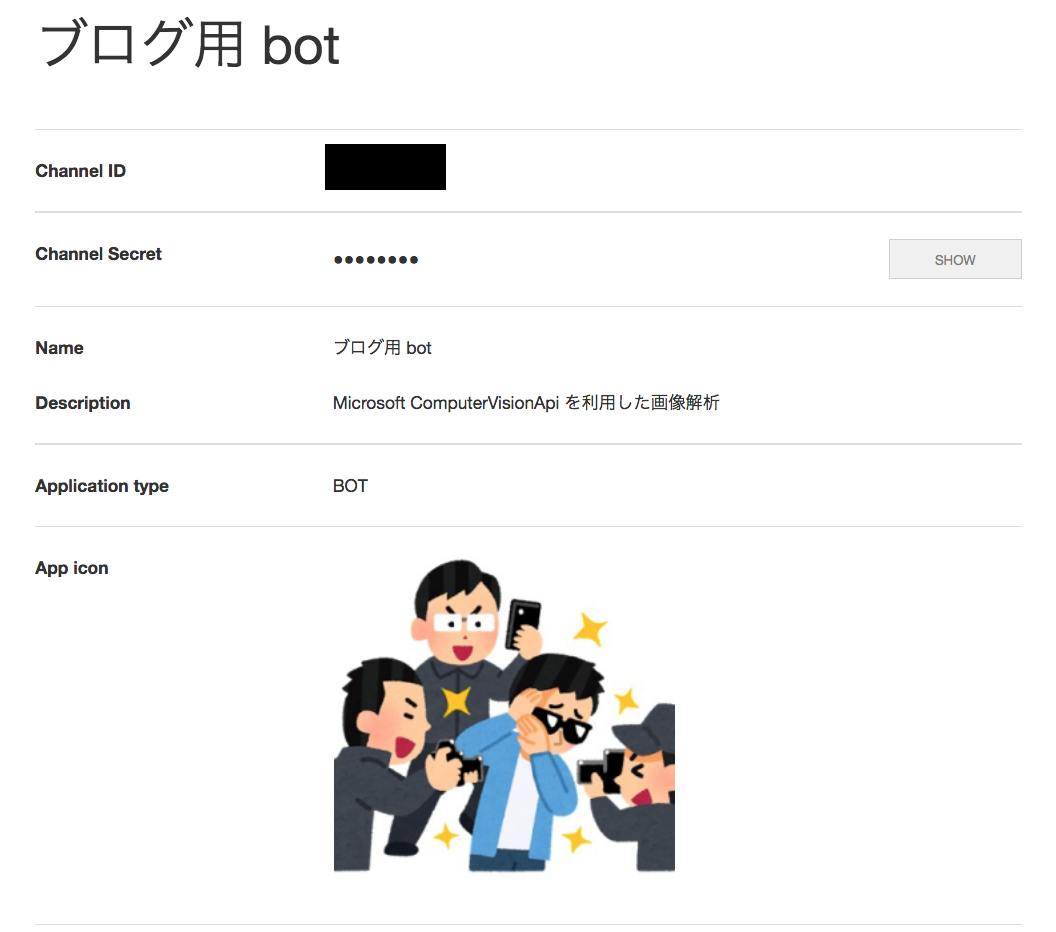 ブログ用 bot
Channel ID
Channel Secret ••••••••  SHOW
Name ブログ用 bot
Description Microsoft ComputerVisionApi を利用した画像解析
Application type BOT
App icon